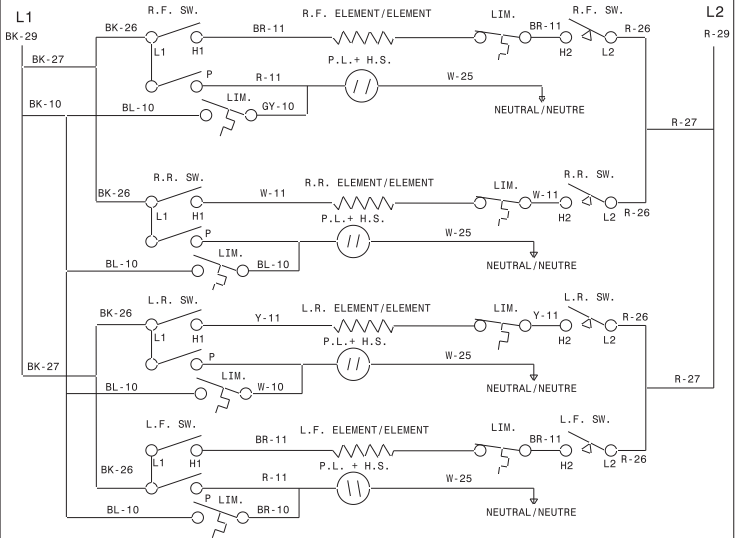 L1
BK-29
BK-26
R.F. SW.
L1
H1
BR-11
R.F. ELEMENT/ELEMENT
LIM.
BR-11
H2
R.F. SW.
L2
R-26
L2
R-29
BK-27
P
R-11
P.L.+ H.S.
W-25
NEUTRAL/NEUTRE
BK-10
BL-10
LIM.
GY-10
R-27
R.R. SW.
BK-26
L1
H1
W-11
R.R. ELEMENT/ELEMENT
LIM.
W-11
H2
R.R. SW.
L2
R-26
P
P.L.+ H.S.
W-25
NEUTRAL/NEUTRE
BL-10
LIM.
BL-10
L.R. SW.
BK-26
L1
H1
Y-11
L.R. ELEMENT/ELEMENT
LIM.
Y-11
H2
L.R. SW.
L2
R-26
BK-27
P
P.L.+ H.S.
W-25
NEUTRAL/NEUTRE
R-27
BL-10
LIM.
W-10
L.F. SW.
BK-26
L1
H1
BR-11
L.F. ELEMENT/ELEMENT
LIM.
BR-11
H2
L.F. SW.
L2
R-26
R-11
P.L. + H.S.
W-25
NEUTRAL/NEUTRE
BL-10
P
LIM.
BR-10